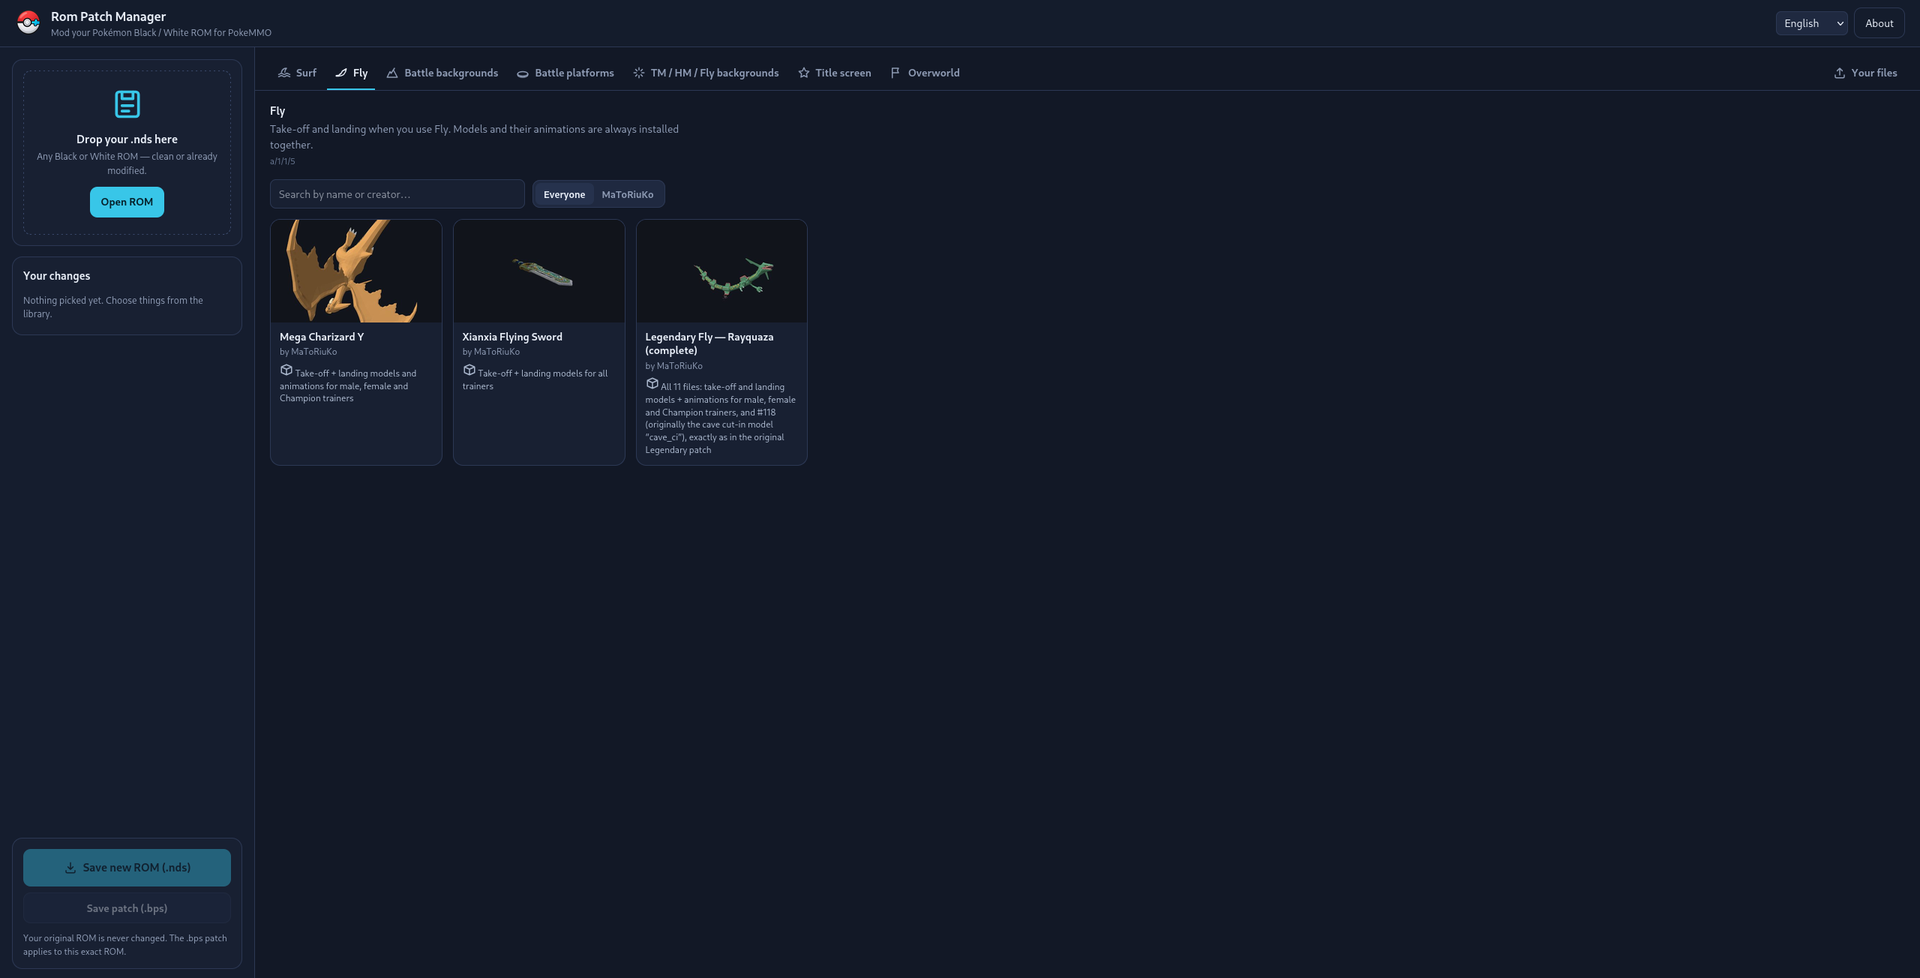 Rom Patch Manager
Mod your Pokémon Black / White ROM for PokeMMO
English
About
Drop your .nds here
Any Black or White ROM — clean or already
modified.
Open ROM
Your changes
Nothing picked yet. Choose things from the
library.
Save new ROM (.nds)
Save patch (.bps)
Your original ROM is never changed. The .bps patch
applies to this exact ROM.
Surf
Fly
Battle backgrounds
Battle platforms
TM / HM / Fly backgrounds
Title screen
Overworld
Your files
Fly
Take-off and landing when you use Fly. Models and their animations are always installed
together.
a/1/1/5
Search by name or creator…
Everyone
MaToRiuKo
Mega Charizard Y
by MaToRiuKo
Take-off + landing models and
animations for male, female and
Champion trainers
Xianxia Flying Sword
by MaToRiuKo
Take-off + landing models for all
trainers
Legendary Fly — Rayquaza
(complete)
by MaToRiuKo
All 11 files: take-off and landing
models + animations for male, female
and Champion trainers, and #118
(originally the cave cut-in model
"cave_ci"), exactly as in the original
Legendary patch